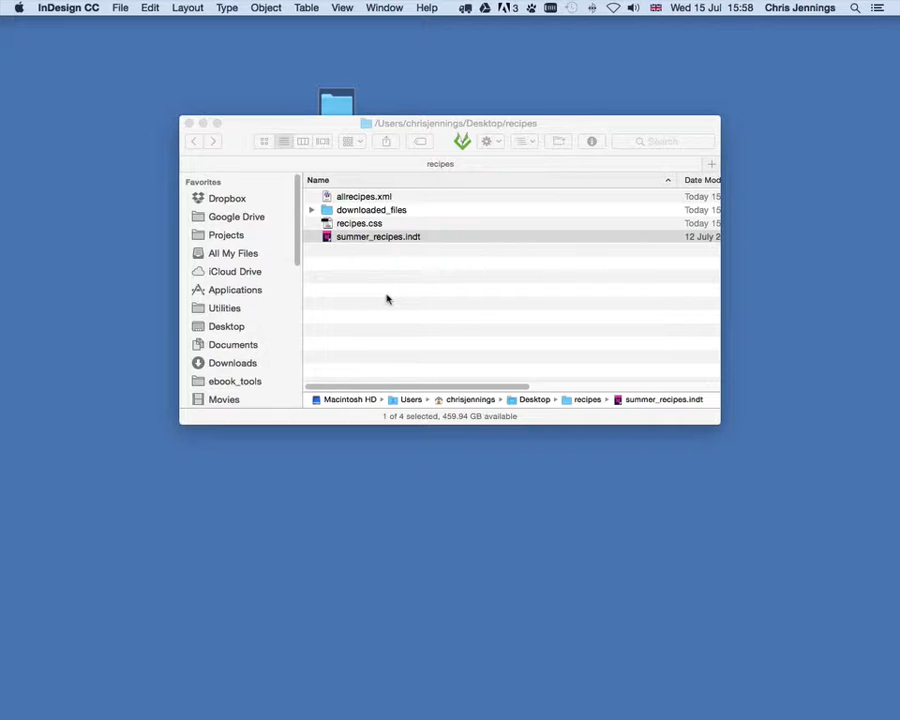 InDesign CC File Edit Layout Type Object Table View Window Help 3 Wed 15 Jul 15:58 Chris Jennings
/Users/chrisjennings/Desktop/recipes
Search
recipes
Favorites
Dropbox
Google Drive
Projects
All My Files
iCloud Drive
Applications
Utilities
Desktop
Documents
Downloads
ebook_tools
Movies
Name Date Mod
allrecipes.xml Today 15
downloaded_files Today 15
recipes.css Today 15
summer_recipes.indt 12 July 2
Macintosh HD Users chrisjennings Desktop recipes summer_recipes.indt
1 of 4 selected, 459.94 GB available